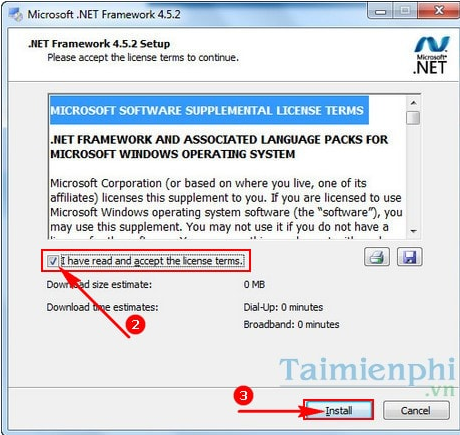 Microsoft .NET Framework 4.5.2
.NET Framework 4.5.2 Setup
Please accept the license terms to continue.
Microsoft®
.NET
MICROSOFT SOFTWARE SUPPLEMENTAL LICENSE TERMS
.NET FRAMEWORK AND ASSOCIATED LANGUAGE PACKS FOR
MICROSOFT WINDOWS OPERATING SYSTEM
Microsoft Corporation (or based on where you live, one of its
affiliates) licenses this supplement to you. If you are licensed to use
Microsoft Windows operating system software (the “software”), you
may use this supplement. You may not use it if you do not have a
I have read and accept the license terms.
Download size estimate: 0 MB
Download time estimates: Dial-Up: 0 minutes
Broadband: 0 minutes
2
Taimienphi
.vn
3
Install
Cancel